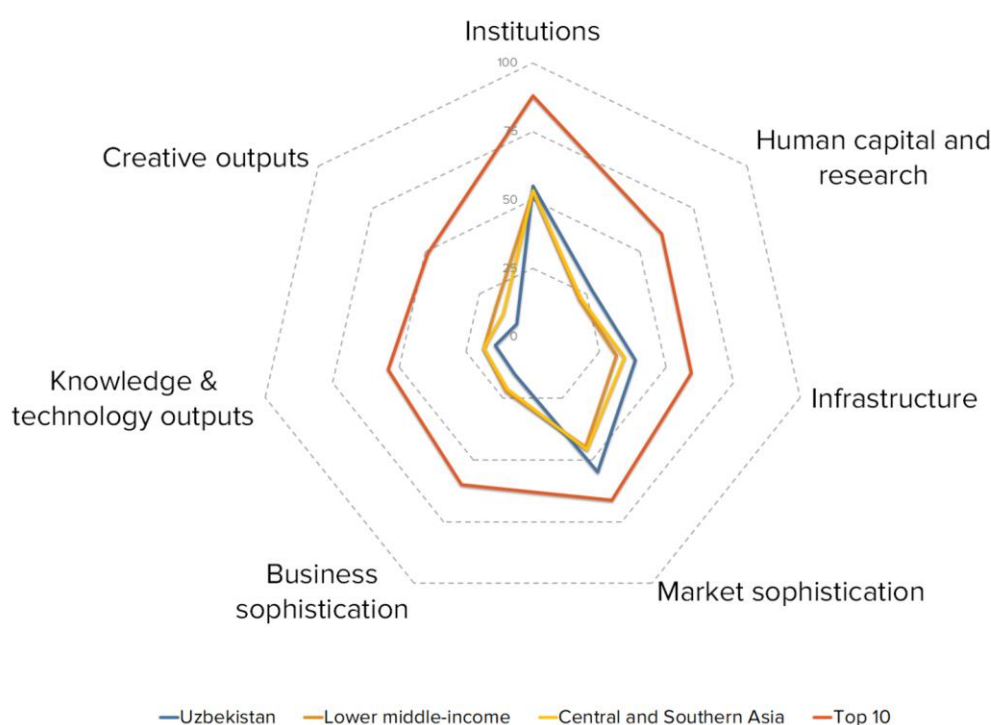 Institutions
100
75
50
25
0
Human capital and
research
Infrastructure
Market sophistication
Business
sophistication
Knowledge &
technology outputs
Creative outputs
Uzbekistan
Lower middle-income
Central and Southern Asia
Top 10